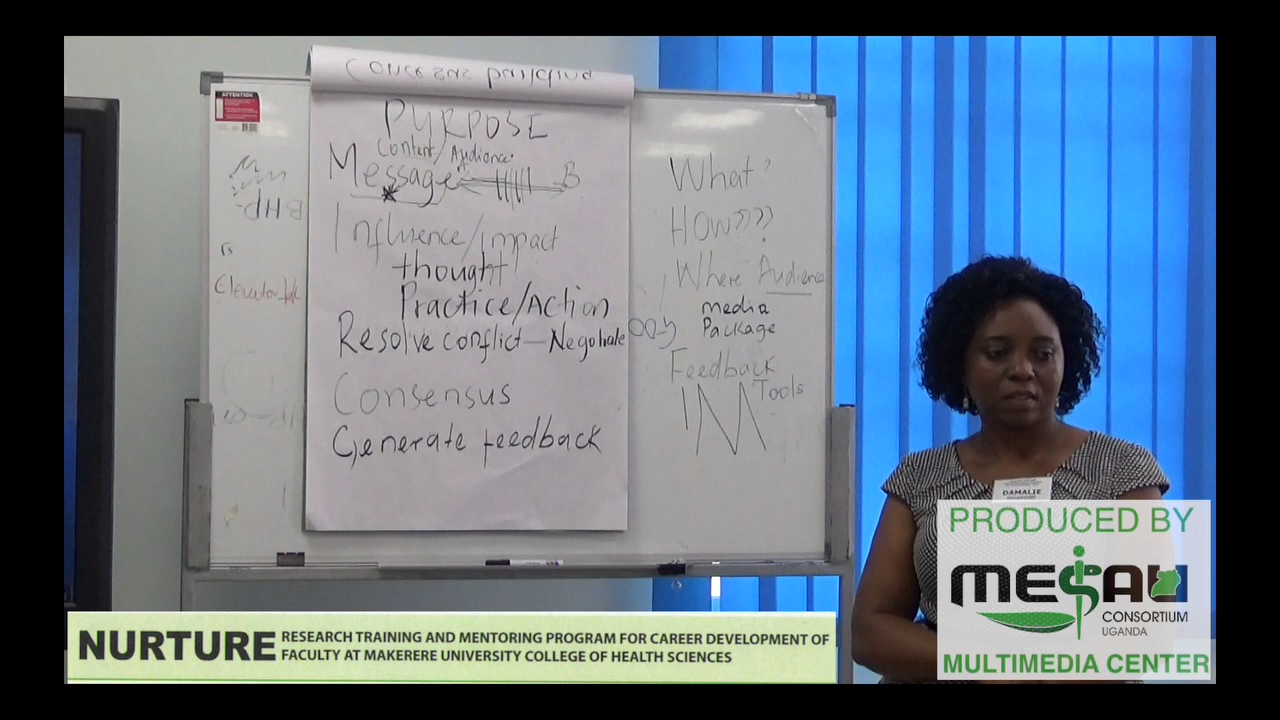 ATTENTION
BHP-
Elevator talk
PURPOSE
Content/ Audience.
Message B
Influence/impact
thought
Practice/Action
Resolve conflict — Negotiate
Consensus
Generate feedback
What?
How???
Where Audience
media
Package
Feedback
Tools
M
DAMALIE
PRODUCED BY
MESAU
CONSORTIUM
UGANDA
MULTIMEDIA CENTER
NURTURE RESEARCH TRAINING AND MENTORING PROGRAM FOR CAREER DEVELOPMENT OF
FACULTY AT MAKERERE UNIVERSITY COLLEGE OF HEALTH SCIENCES